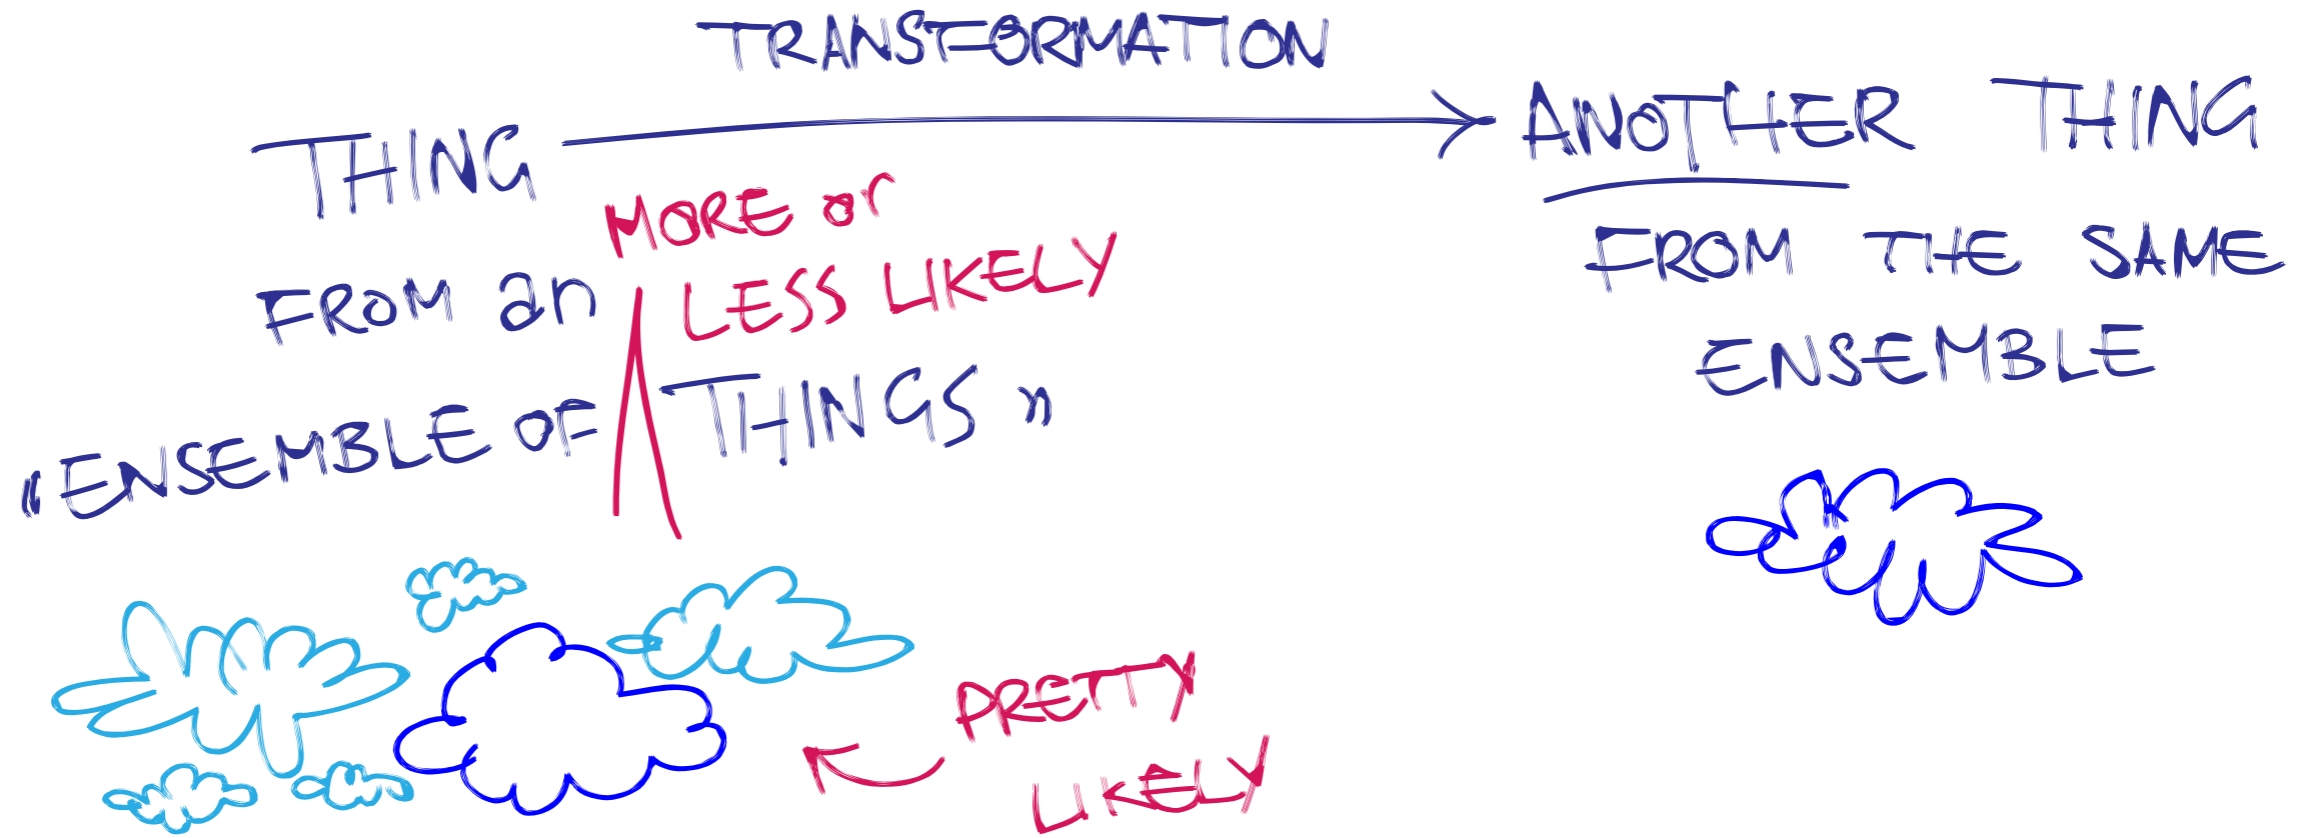 TRANSFORMATION
THING
ANOTHER THING
MORE or
LESS LIKELY
FROM an
"ENSEMBLE OF THINGS"
FROM THE SAME
ENSEMBLE
PRETTY
LIKELY